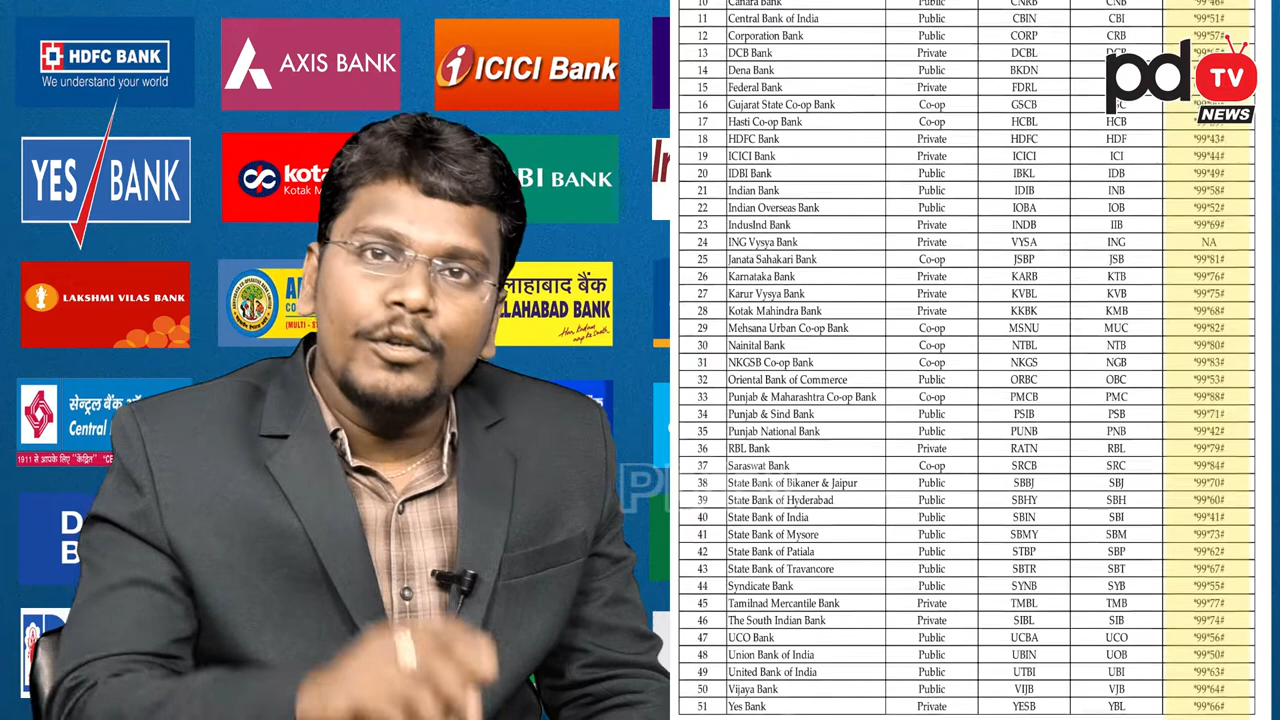 HDFC BANK
We understand your world
AXIS BANK
ICICI Bank
YES BANK
kota
Kotak M
BI BANK
LAKSHMI VILAS BANK
(MULTI - ST
लाहाबाद बैंक
LLAHABAD BANK
सेन्ट्रल बैंक ऑ
Central
1911 से आपके लिए "केंद्रित" "CE
D
B
pd TV
NEWS
10 Canara Bank Public CNRB CNB *99*46#
11 Central Bank of India Public CBIN CBI *99*51#
12 Corporation Bank Public CORP CRB *99*57#
13 DCB Bank Private DCBL DCB
14 Dena Bank Public BKDN
15 Federal Bank Private FDRL
16 Gujarat State Co-op Bank Co-op GSCB
17 Hasti Co-op Bank Co-op HCBL HCB
18 HDFC Bank Private HDFC HDF *99*43#
19 ICICI Bank Private ICICI ICI *99*44#
20 IDBI Bank Public IBKL IDB *99*49#
21 Indian Bank Public IDIB INB *99*58#
22 Indian Overseas Bank Public IOBA IOB *99*52#
23 IndusInd Bank Private INDB IIB *99*69#
24 ING Vysya Bank Private VYSA ING NA
25 Janata Sahakari Bank Co-op JSBP JSB *99*81#
26 Karnataka Bank Private KARB KTB *99*76#
27 Karur Vysya Bank Private KVBL KVB *99*75#
28 Kotak Mahindra Bank Private KKBK KMB *99*68#
29 Mehsana Urban Co-op Bank Co-op MSNU MUC *99*82#
30 Nainital Bank Co-op NTBL NTB *99*80#
31 NKGSB Co-op Bank Co-op NKGS NGB *99*83#
32 Oriental Bank of Commerce Public ORBC OBC *99*53#
33 Punjab & Maharashtra Co-op Bank Co-op PMCB PMC *99*88#
34 Punjab & Sind Bank Public PSIB PSB *99*71#
35 Punjab National Bank Public PUNB PNB *99*42#
36 RBL Bank Private RATN RBL *99*79#
37 Saraswat Bank Co-op SRCB SRC *99*84#
38 State Bank of Bikaner & Jaipur Public SBBJ SBJ *99*70#
39 State Bank of Hyderabad Public SBHY SBH *99*60#
40 State Bank of India Public SBIN SBI *99*41#
41 State Bank of Mysore Public SBMY SBM *99*73#
42 State Bank of Patiala Public STBP SBP *99*62#
43 State Bank of Travancore Public SBTR SBT *99*67#
44 Syndicate Bank Public SYNB SYB *99*55#
45 Tamilnad Mercantile Bank Private TMBL TMB *99*77#
46 The South Indian Bank Private SIBL SIB *99*74#
47 UCO Bank Public UCBA UCO *99*56#
48 Union Bank of India Public UBIN UOB *99*50#
49 United Bank of India Public UTBI UBI *99*63#
50 Vijaya Bank Public VIJB VJB *99*64#
51 Yes Bank Private YESB YBL *99*66#